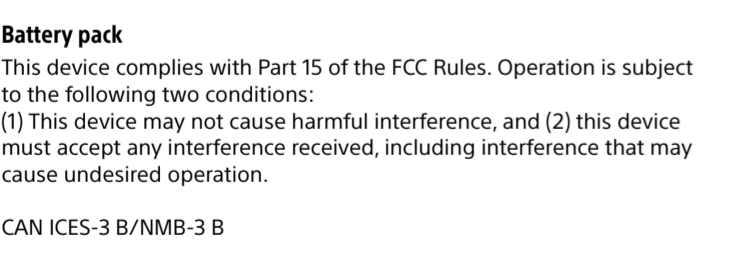 Battery pack
This device complies with Part 15 of the FCC Rules. Operation is subject
to the following two conditions:
(1) This device may not cause harmful interference, and (2) this device
must accept any interference received, including interference that may
cause undesired operation.
CAN ICES-3 B/NMB-3 B